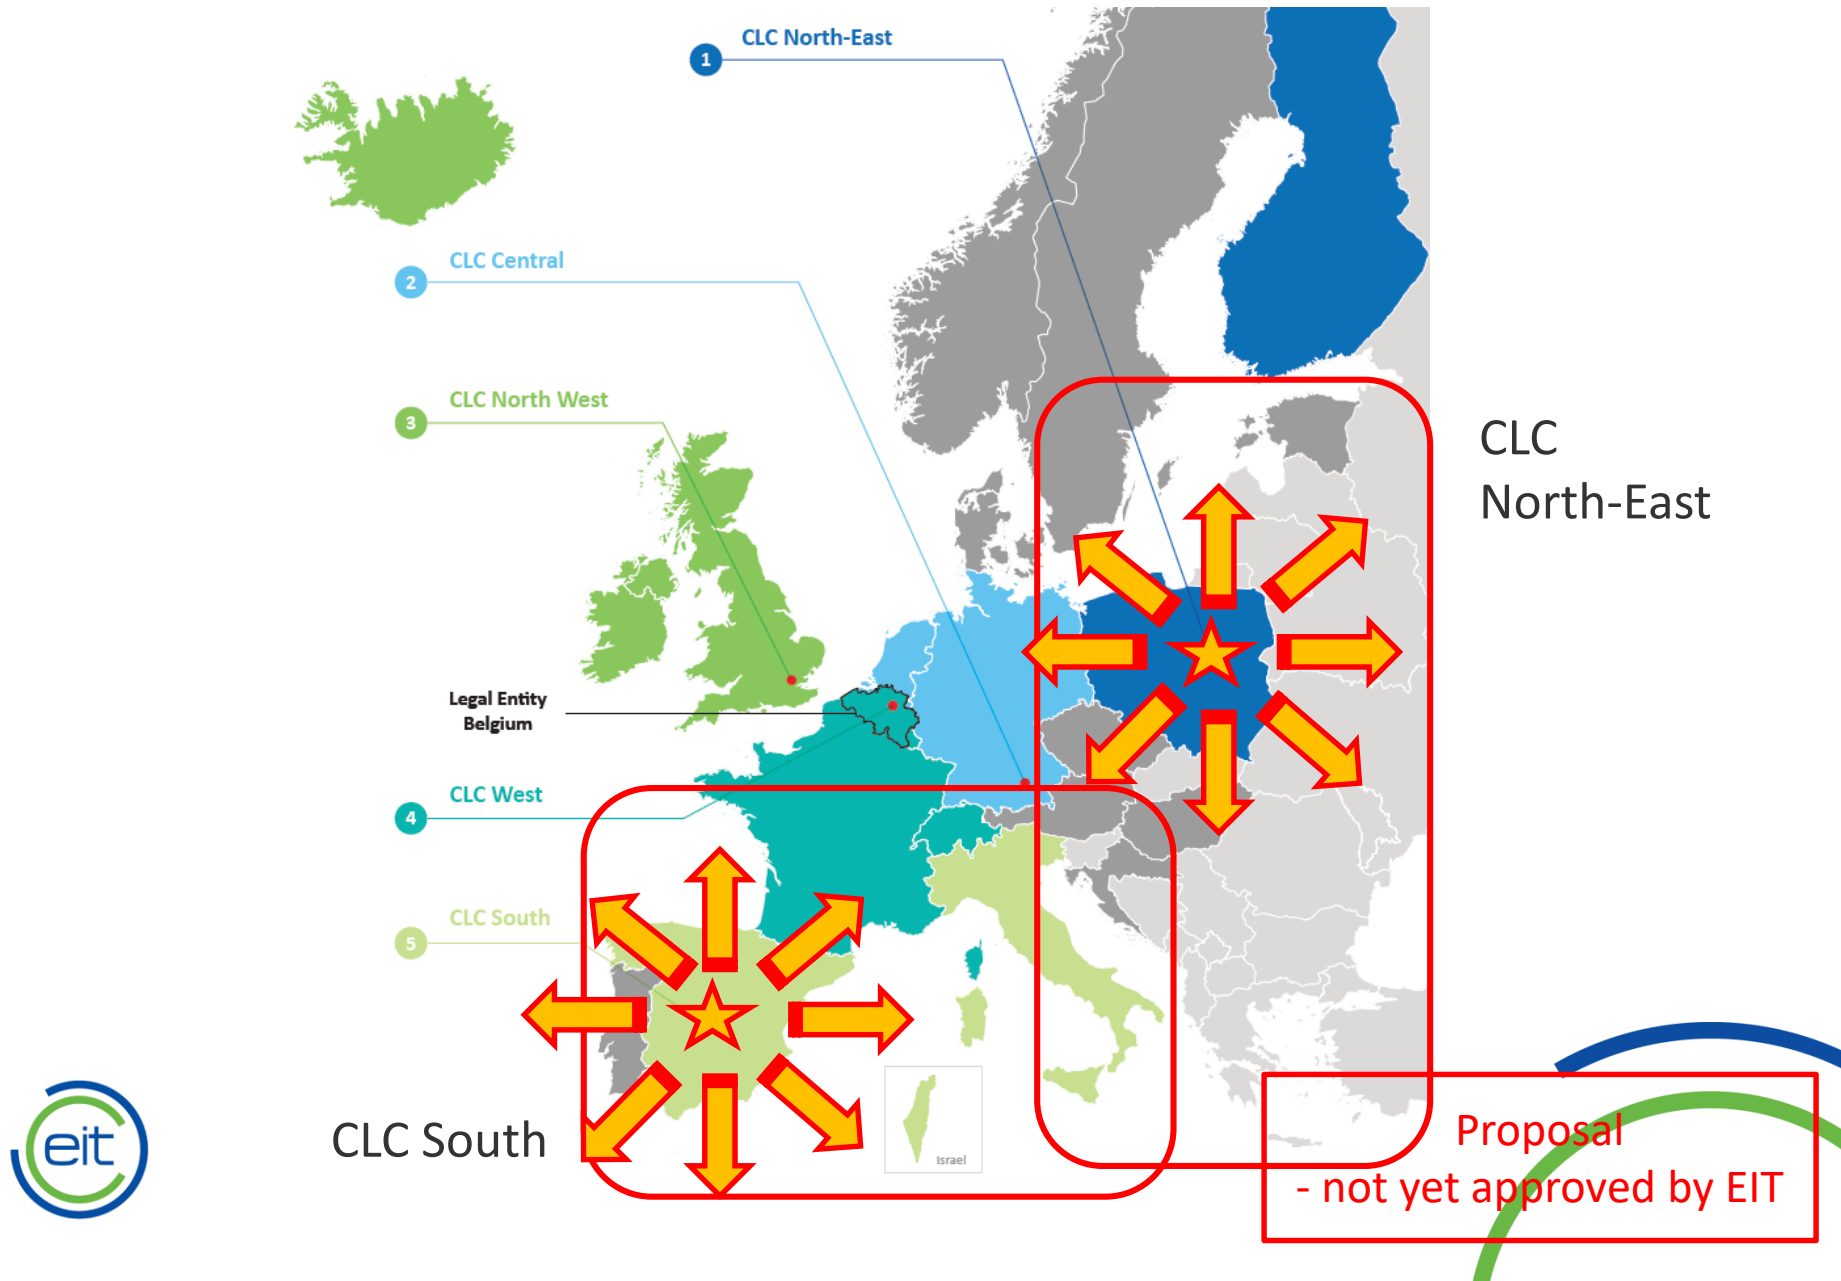 CLC North-East
1
CLC Central
2
CLC North West
3
CLC
North-East
Legal Entity
Belgium
CLC West
4
CLC South
5
CLC South
Israel
eit
Proposal
- not yet approved by EIT